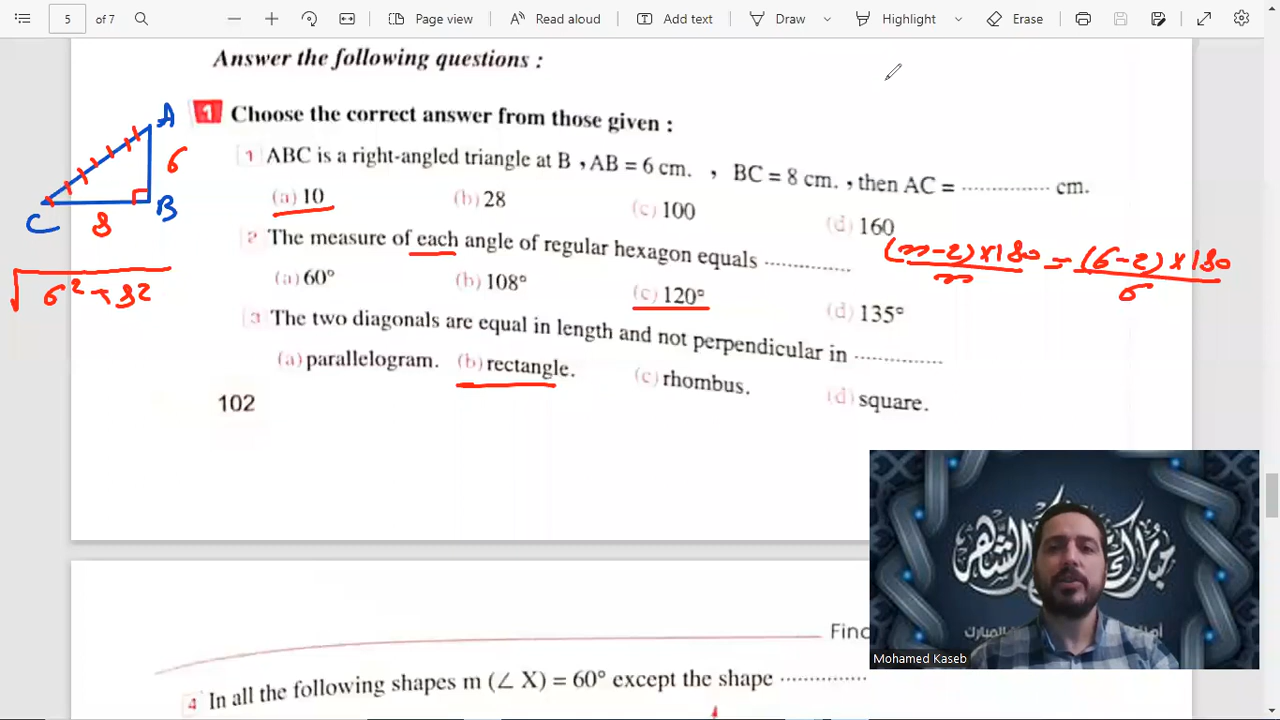 5 of 7
Page view
Read aloud
Add text
Draw
Highlight
Erase
Answer the following questions :
1 Choose the correct answer from those given :
1 ABC is a right-angled triangle at B , AB = 6 cm. , BC = 8 cm. , then AC = ................ cm.
(a) 10 (b) 28 (c) 100 (d) 160
2 The measure of each angle of regular hexagon equals ................
(a) 60° (b) 108° (c) 120° (d) 135°
3 The two diagonals are equal in length and not perpendicular in ................
(a) parallelogram. (b) rectangle. (c) rhombus. (d) square.
102
A
6
B
8
C
√6² + 8²
(n-2)×180 = (6-2)×180
n 6
Find
4 In all the following shapes m (∠ X) = 60° except the shape ................
مبارك
الشهر
المبارك
Mohamed Kaseb